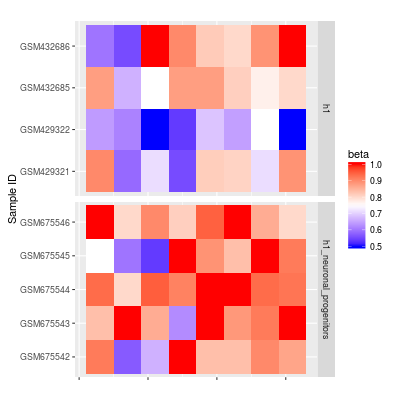 Sample ID
GSM432686
GSM432685
GSM429322
GSM429321
h1
GSM675546
GSM675545
GSM675544
GSM675543
GSM675542
h1_neuronal_progenitors
beta
1.0
0.9
0.8
0.7
0.6
0.5